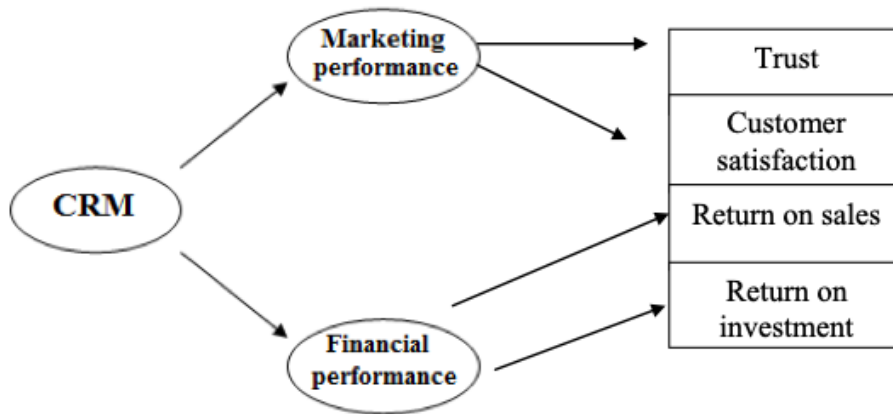 Marketing
performance
Trust
Customer
satisfaction
CRM
Return on sales
Return on
investment
Financial
performance